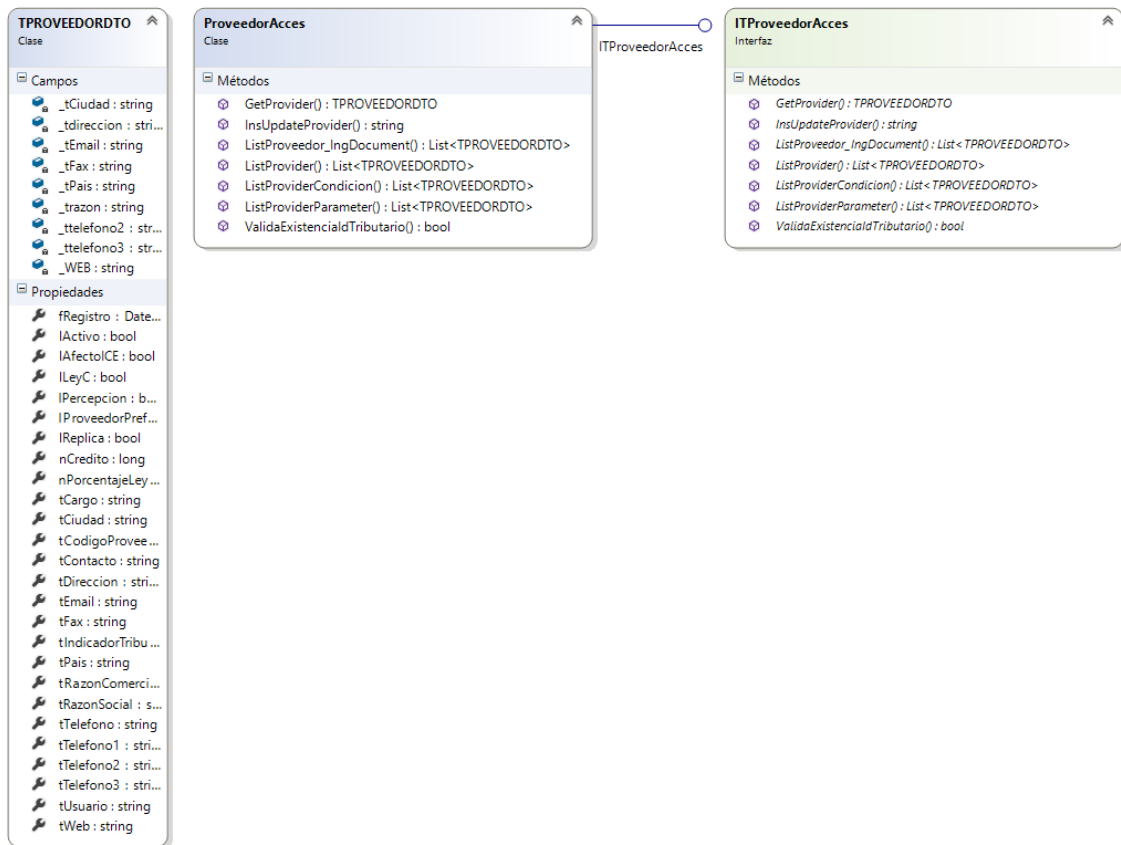 TPROVEEDORDTO
Clase
Campos
_tCiudad : string
_tdireccion : stri...
_tEmail : string
_tFax : string
_tPais : string
_trazon : string
_ttelefono2 : str...
_ttelefono3 : str...
_WEB : string
Propiedades
fRegistro : Date...
lActivo : bool
lAfectoICE : bool
lLeyC : bool
lPercepcion : b...
lProveedorPref...
lReplica : bool
nCredito : long
nPorcentajeLey...
tCargo : string
tCiudad : string
tCodigoProvee...
tContacto : string
tDireccion : stri...
tEmail : string
tFax : string
tIndicadorTribu...
tPais : string
tRazonComerci...
tRazonSocial : s...
tTelefono : string
tTelefono1 : stri...
tTelefono2 : stri...
tTelefono3 : stri...
tUsuario : string
tWeb : string
ProveedorAcces
Clase
Métodos
GetProvider() : TPROVEEDORDTO
InsUpdateProvider() : string
ListProveedor_IngDocument() : List<TPROVEEDORDTO>
ListProvider() : List<TPROVEEDORDTO>
ListProviderCondicion() : List<TPROVEEDORDTO>
ListProviderParameter() : List<TPROVEEDORDTO>
ValidaExistenciaIdTributario() : bool
ITProveedorAcces
ITProveedorAcces
Interfaz
Métodos
GetProvider() : TPROVEEDORDTO
InsUpdateProvider() : string
ListProveedor_IngDocument() : List<TPROVEEDORDTO>
ListProvider() : List<TPROVEEDORDTO>
ListProviderCondicion() : List<TPROVEEDORDTO>
ListProviderParameter() : List<TPROVEEDORDTO>
ValidaExistenciaIdTributario() : bool